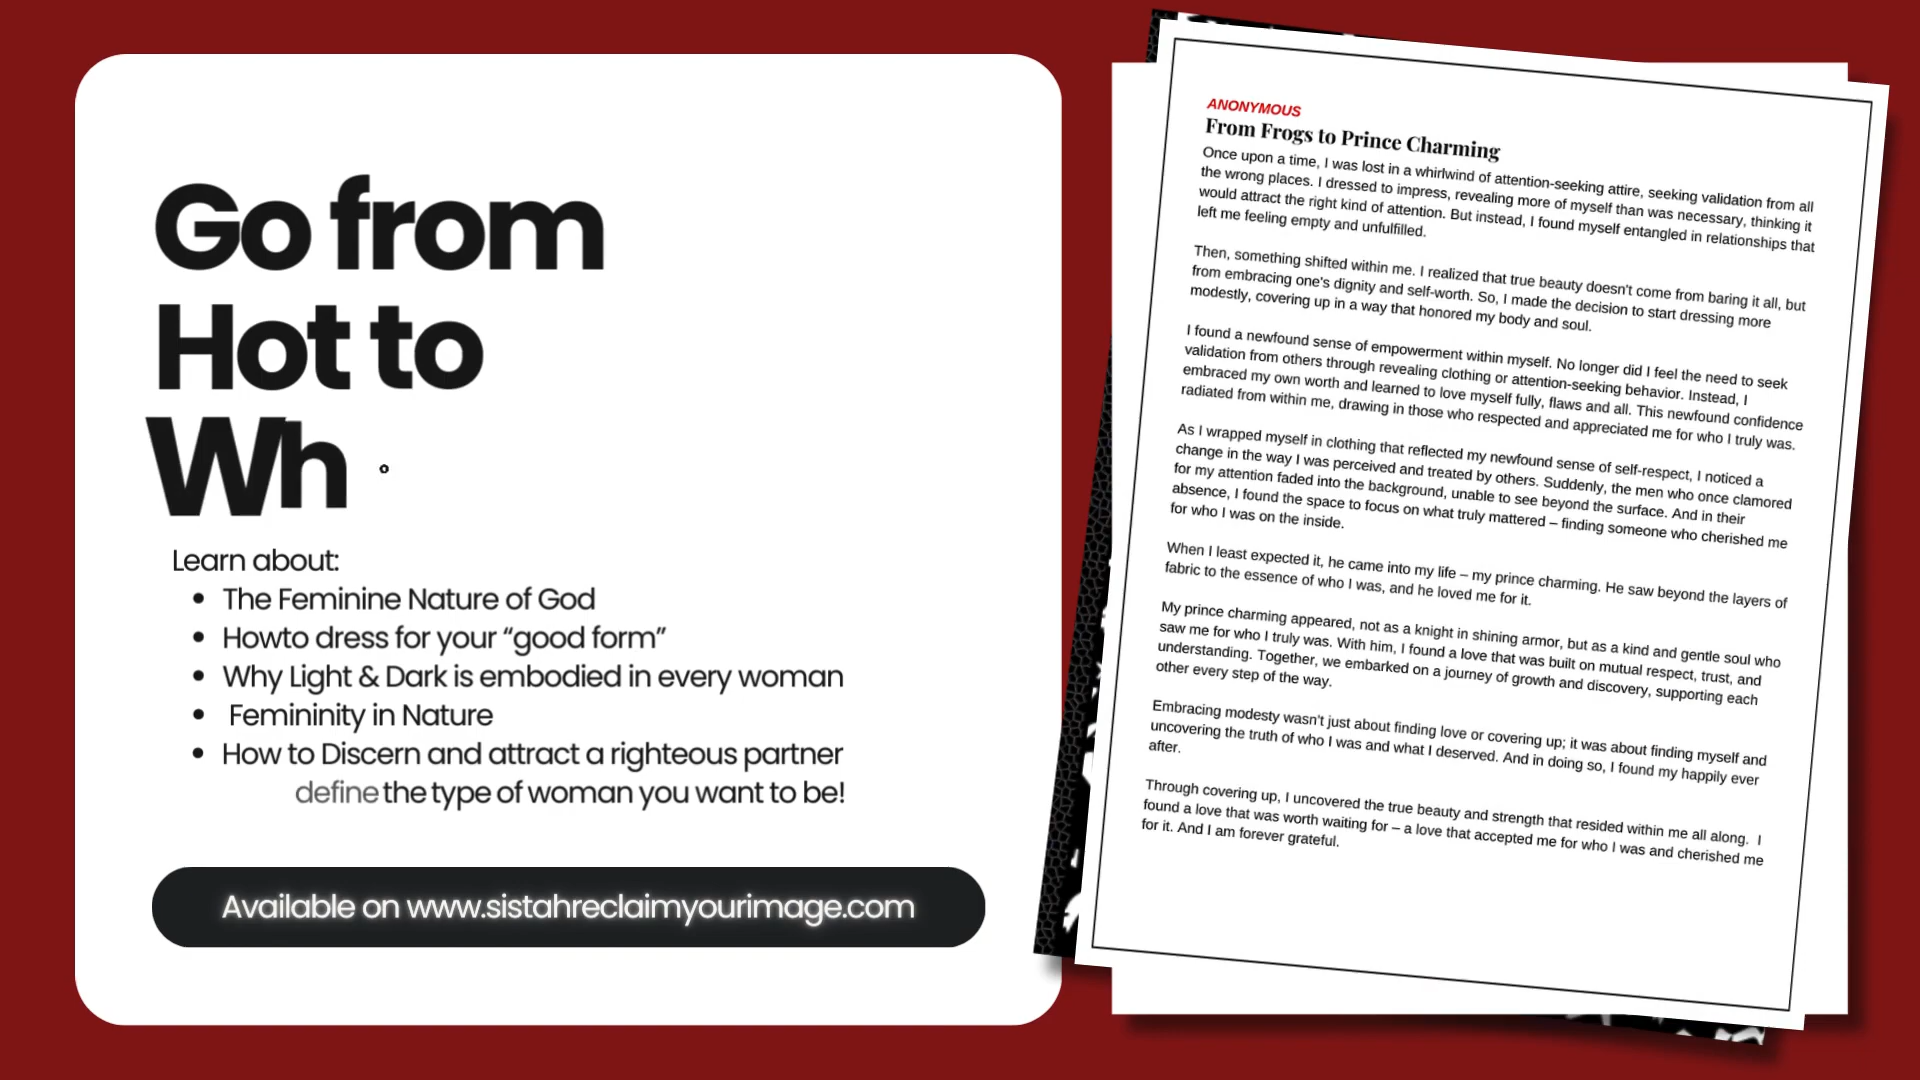 Go from
Hot to
Wh
Learn about:
• The Feminine Nature of God
• Howto dress for your “good form”
• Why Light & Dark is embodied in every woman
• Femininity in Nature
• How to Discern and attract a righteous partner
define the type of woman you want to be!
Available on www.sistahreclaimyourimage.com
ANONYMOUS
From Frogs to Prince Charming
Once upon a time, I was lost in a whirlwind of attention-seeking attire, seeking validation from all
the wrong places. I dressed to impress, revealing more of myself than was necessary, thinking it
would attract the right kind of attention. But instead, I found myself entangled in relationships that
left me feeling empty and unfulfilled.
Then, something shifted within me. I realized that true beauty doesn't come from baring it all, but
from embracing one's dignity and self-worth. So, I made the decision to start dressing more
modestly, covering up in a way that honored my body and soul.
I found a newfound sense of empowerment within myself. No longer did I feel the need to seek
validation from others through revealing clothing or attention-seeking behavior. Instead, I
embraced my own worth and learned to love myself fully, flaws and all. This newfound confidence
radiated from within me, drawing in those who respected and appreciated me for who I truly was.
As I wrapped myself in clothing that reflected my newfound sense of self-respect, I noticed a
change in the way I was perceived and treated by others. Suddenly, the men who once clamored
for my attention faded into the background, unable to see beyond the surface. And in their
absence, I found the space to focus on what truly mattered – finding someone who cherished me
for who I was on the inside.
When I least expected it, he came into my life – my prince charming. He saw beyond the layers of
fabric to the essence of who I was, and he loved me for it.
My prince charming appeared, not as a knight in shining armor, but as a kind and gentle soul who
saw me for who I truly was. With him, I found a love that was built on mutual respect, trust, and
understanding. Together, we embarked on a journey of growth and discovery, supporting each
other every step of the way.
Embracing modesty wasn't just about finding love or covering up; it was about finding myself and
uncovering the truth of who I was and what I deserved. And in doing so, I found my happily ever
after.
Through covering up, I uncovered the true beauty and strength that resided within me all along. I
found a love that was worth waiting for – a love that accepted me for who I was and cherished me
for it. And I am forever grateful.